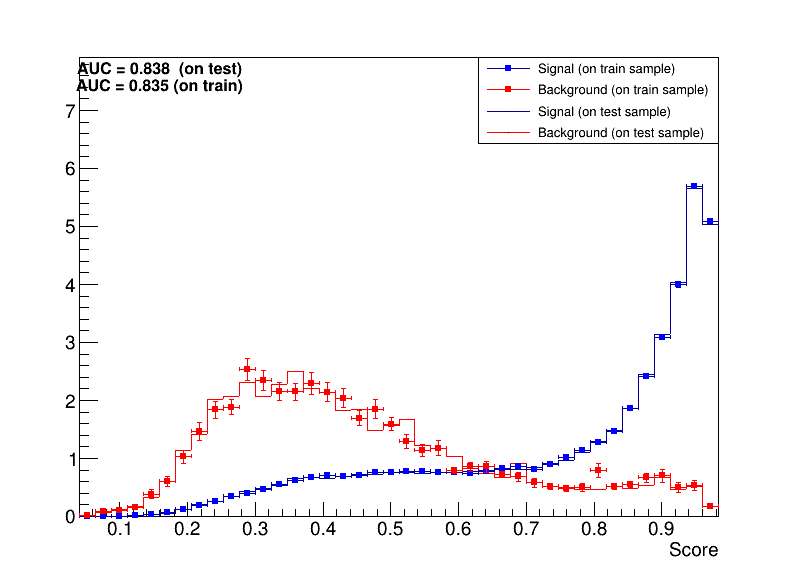 AUC = 0.838 (on test)
AUC = 0.835 (on train)
Signal (on train sample)
Background (on train sample)
Signal (on test sample)
Background (on test sample)
7
6
5
4
3
2
1
0
0.1 0.2 0.3 0.4 0.5 0.6 0.7 0.8 0.9
Score